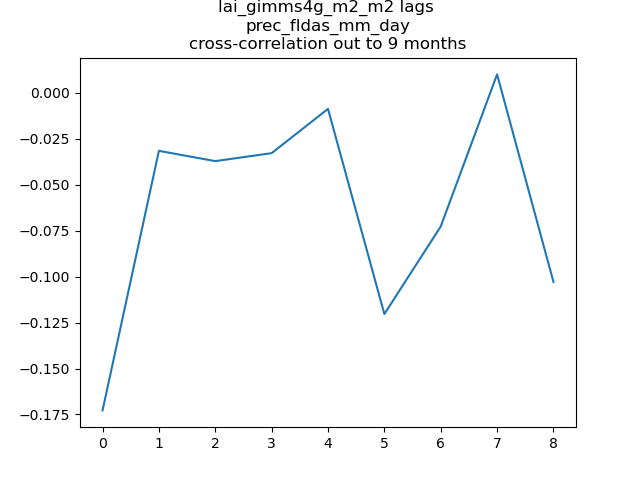 lai_gimms4g_m2_m2 lags
prec_fldas_mm_day
cross-correlation out to 9 months
0.000
−0.025
−0.050
−0.075
−0.100
−0.125
−0.150
−0.175
0 1 2 3 4 5 6 7 8